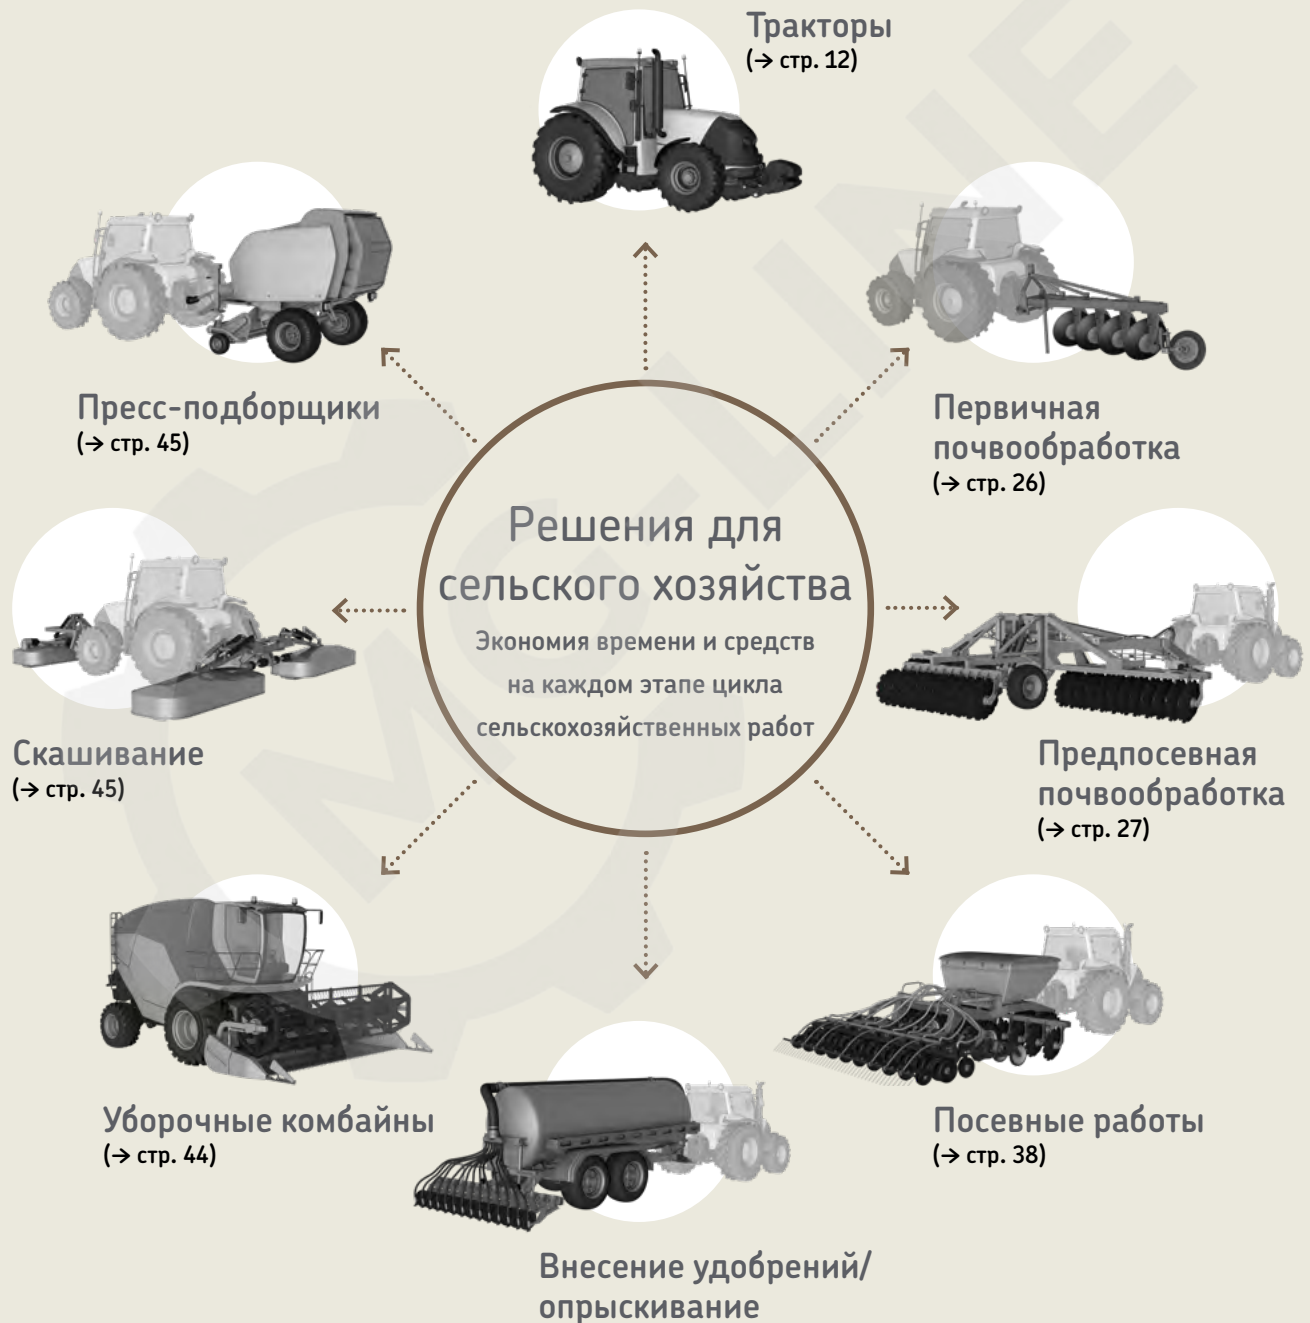 Тракторы
(→ стр. 12)
Пресс-подборщики
(→ стр. 45)
Первичная
почвообработка
(→ стр. 26)
Решения для
сельского хозяйства
Экономия времени и средств
на каждом этапе цикла
сельскохозяйственных работ
Скашивание
(→ стр. 45)
Предпосевная
почвообработка
(→ стр. 27)
Уборочные комбайны
(→ стр. 44)
Посевные работы
(→ стр. 38)
Внесение удобрений/
опрыскивание
MG-LINE